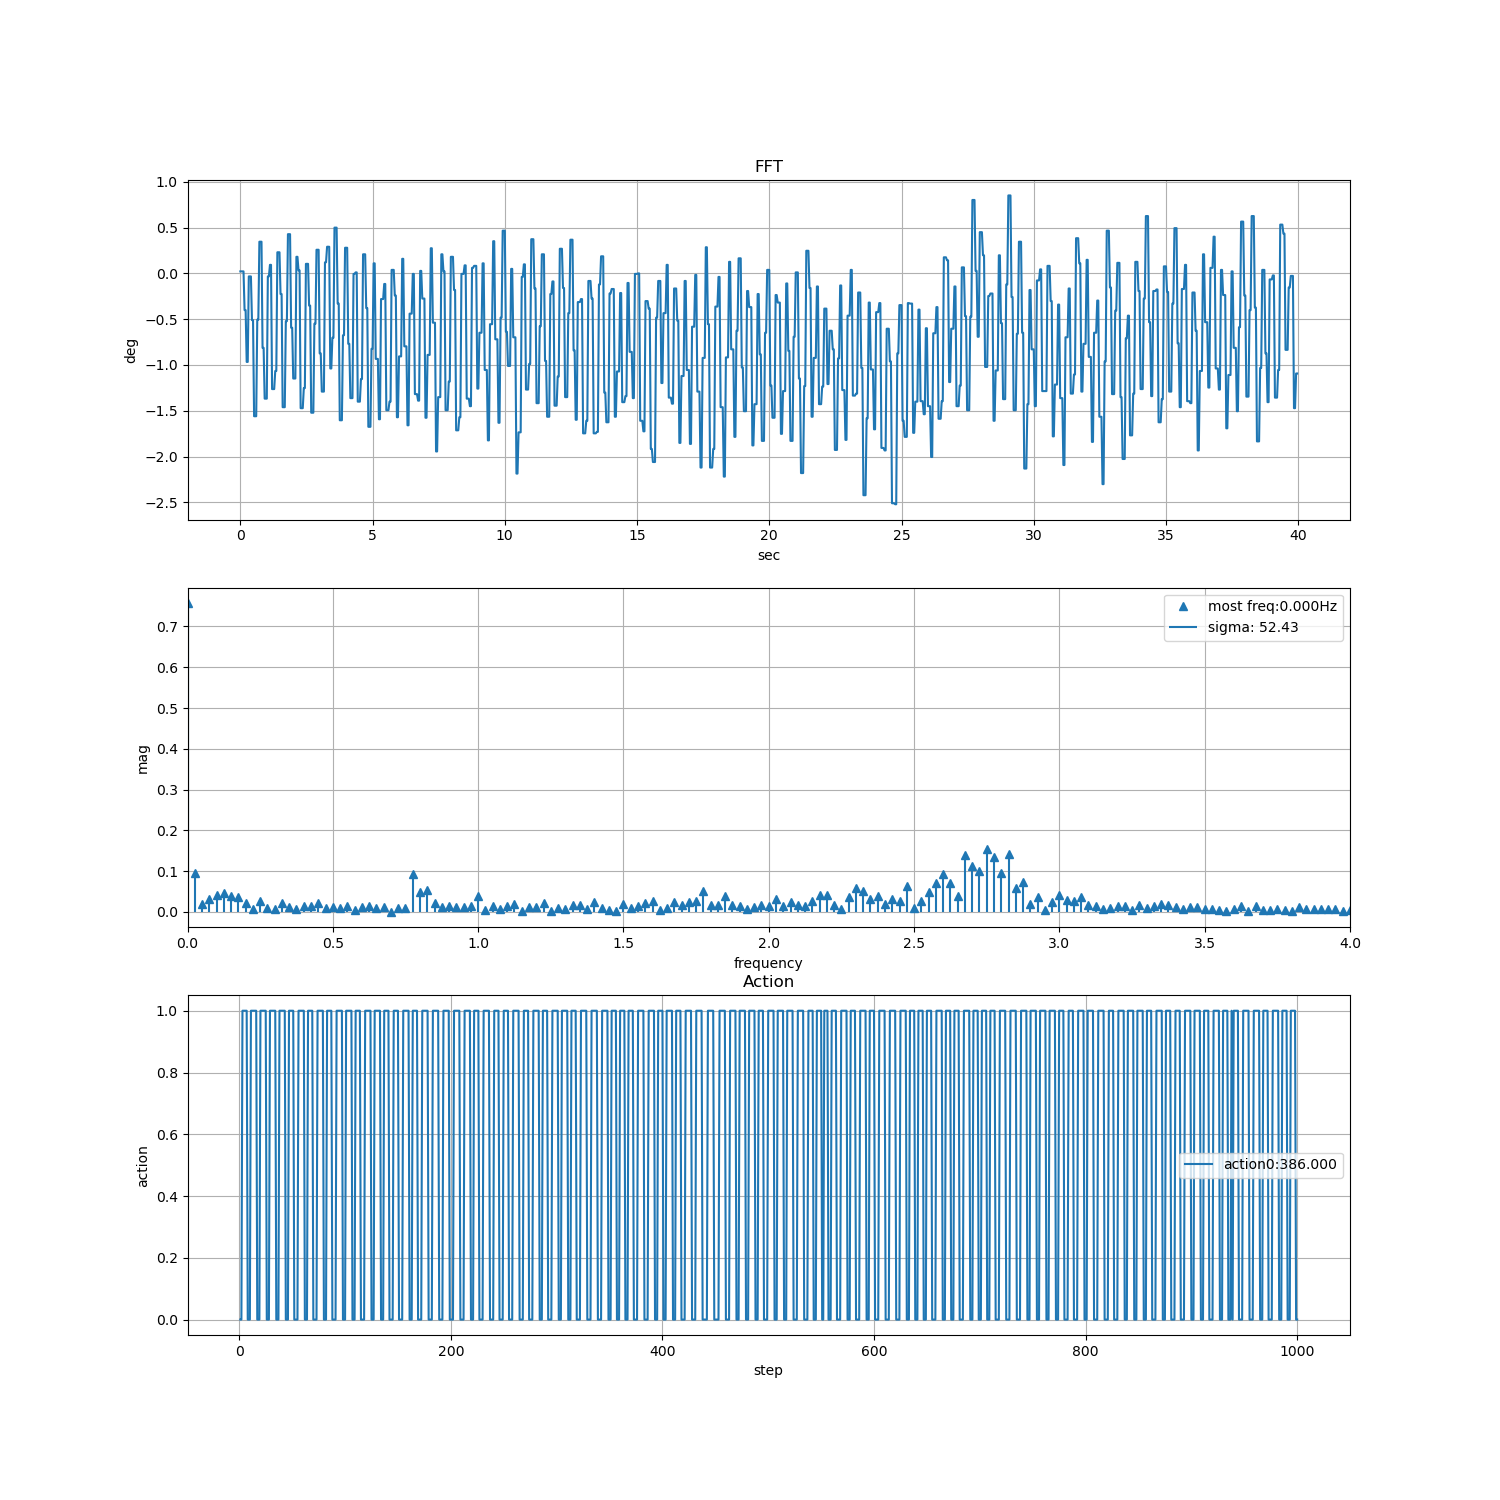 FFT
1.0
0.5
0.0
−0.5
−1.0
−1.5
−2.0
−2.5
deg
0 5 10 15 20 25 30 35 40
sec
most freq:0.000Hz
sigma: 52.43
0.7
0.6
0.5
0.4
0.3
0.2
0.1
0.0
mag
0.0 0.5 1.0 1.5 2.0 2.5 3.0 3.5 4.0
frequency
Action
1.0
0.8
0.6
0.4
0.2
0.0
action
action0:386.000
0 200 400 600 800 1000
step